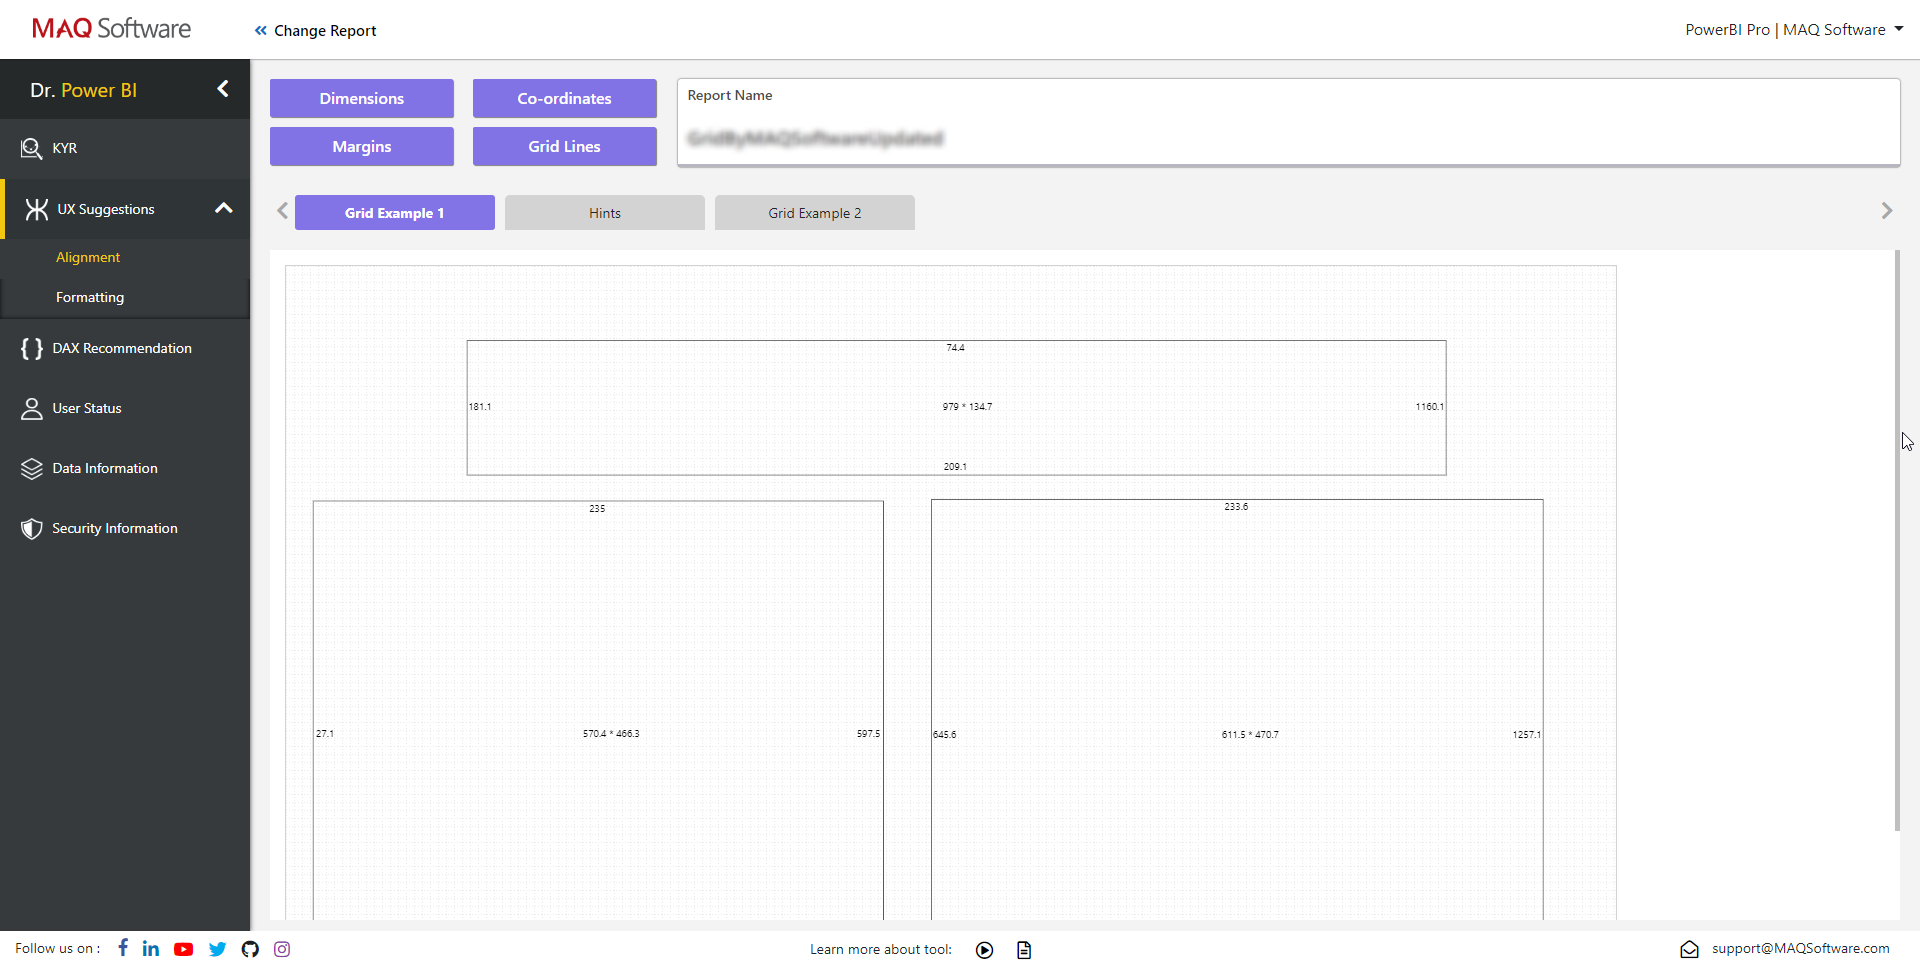 MAQ Software
Change Report
PowerBI Pro | MAQ Software
Dr. Power BI
KYR
UX Suggestions
Alignment
Formatting
DAX Recommendation
User Status
Data Information
Security Information
Dimensions
Co-ordinates
Margins
Grid Lines
Report Name
GridByMAQSoftwareUpdated
Grid Example 1
Hints
Grid Example 2
74.4
181.1
979 * 134.7
1160.1
209.1
235
27.1
570.4 * 466.3
597.5
233.6
645.6
611.5 * 470.7
1257.1
Follow us on :
Learn more about tool:
support@MAQSoftware.com